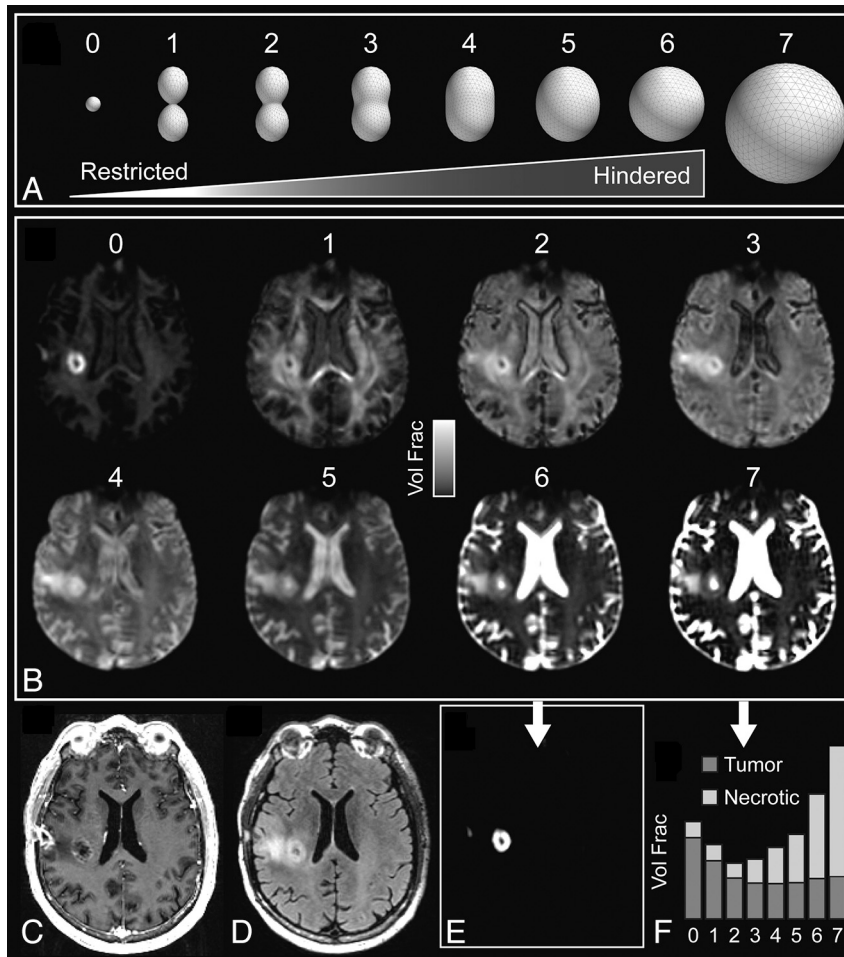 0 1 2 3 4 5 6 7
Restricted
Hindered
A
0 1 2 3
Vol Frac
4 5 6 7
B
C
D
E
Tumor
Necrotic
Vol Frac
F
0 1 2 3 4 5 6 7